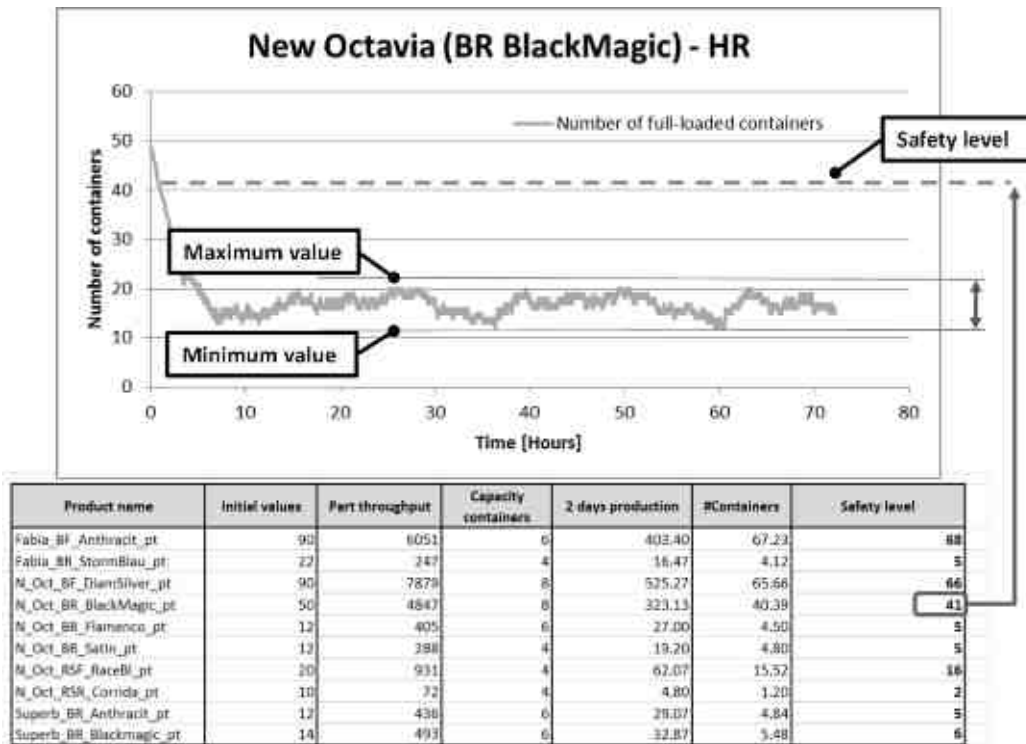 New Octavia (BR BlackMagic) - HR
60
Number of full-loaded containers
Safety level
50
40
30
Maximum value
20
10
Minimum value
0
Number of containers
0 10 20 30 40 50 60 70 80
Time [Hours]
Product name Initial values Part throughput Capacity containers 2 days production #Containers Safety level
Fabia_BF_Anthracit_pt 90 6051 6 403.40 67.23 68
Fabia_BR_StormBlau_pt 22 247 4 16.47 4.12 5
N_Oct_BF_DiamSilver_pt 90 7879 8 525.27 65.66 66
N_Oct_BR_BlackMagic_pt 50 4847 8 323.13 40.39 41
N_Oct_BR_Flamenco_pt 12 405 6 27.00 4.50 5
N_Oct_BR_Satin_pt 12 288 4 19.20 4.80 5
N_Oct_RSF_RaceBl_pt 20 931 4 62.07 15.52 16
N_Oct_RSR_Corrida_pt 10 72 4 4.80 1.20 2
Superb_BR_Anthracit_pt 12 436 6 29.07 4.84 5
Superb_BR_Blackmagic_pt 14 493 6 32.87 5.48 6